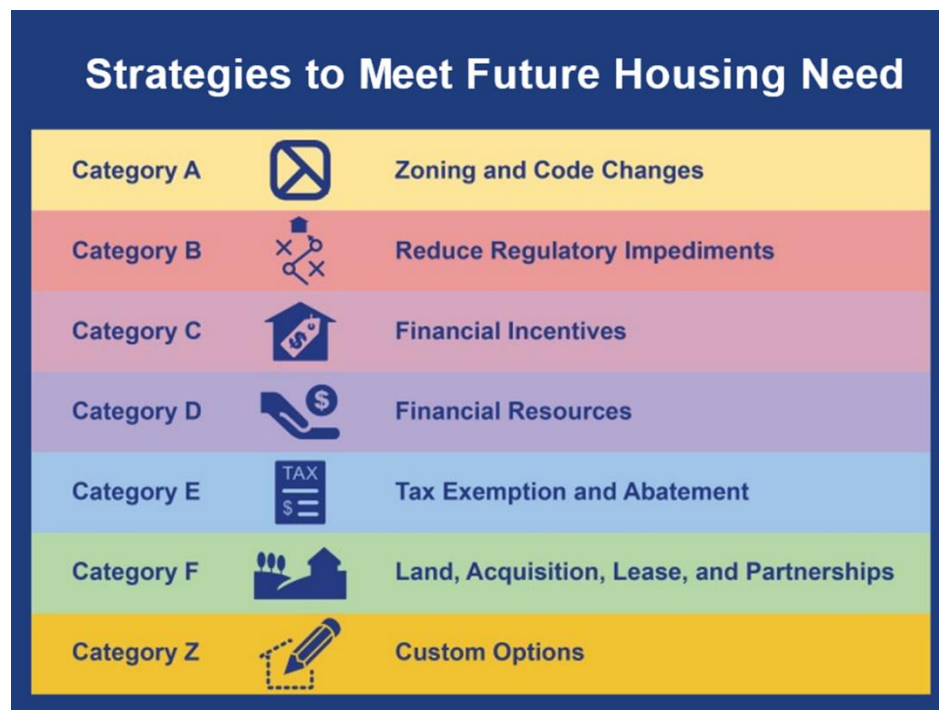 Strategies to Meet Future Housing Need
Category A Zoning and Code Changes
Category B Reduce Regulatory Impediments
Category C $ Financial Incentives
Category D $ Financial Resources
Category E TAX $ Tax Exemption and Abatement
Category F Land, Acquisition, Lease, and Partnerships
Category Z Custom Options